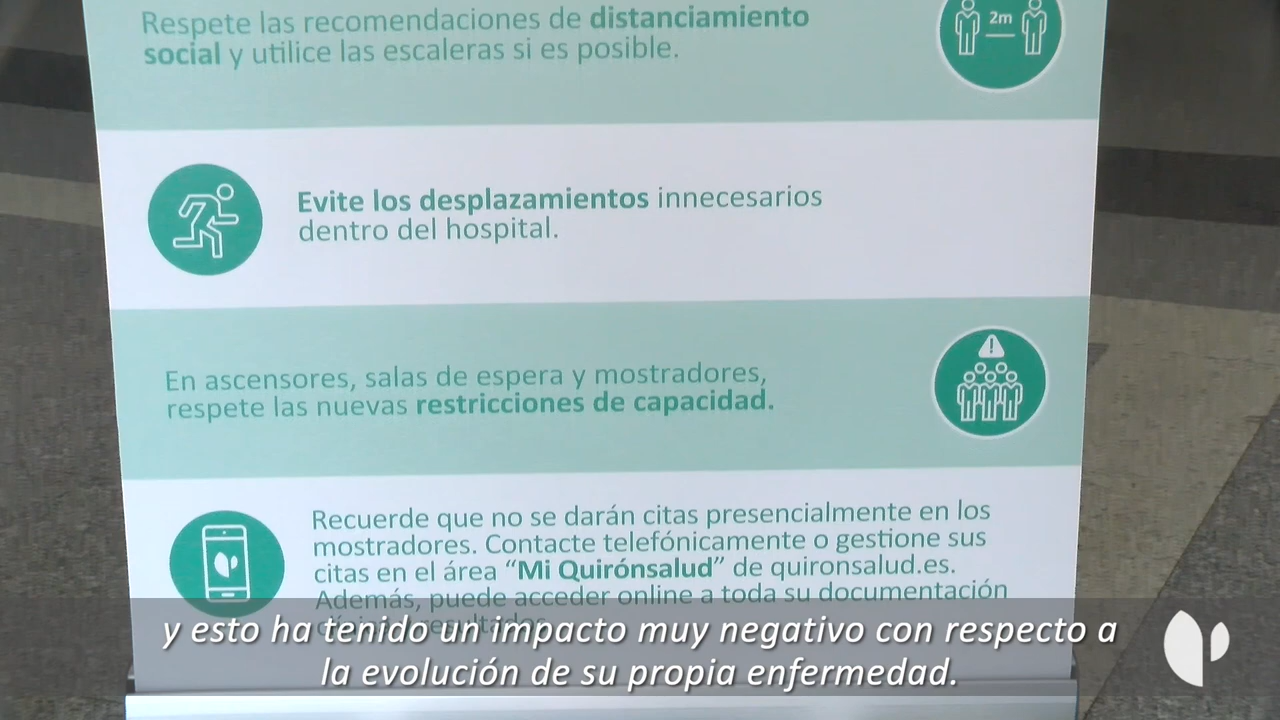 Respete las recomendaciones de distanciamiento
social y utilice las escaleras si es posible.
2m
Evite los desplazamientos innecesarios
dentro del hospital.
En ascensores, salas de espera y mostradores,
respete las nuevas restricciones de capacidad.
Recuerde que no se darán citas presencialmente en los
mostradores. Contacte telefónicamente o gestione sus
citas en el área “Mi Quirónsalud” de quironsalud.es.
Además, puede acceder online a toda su documentación
y esto ha tenido un impacto muy negativo con respecto a
la evolución de su propia enfermedad.